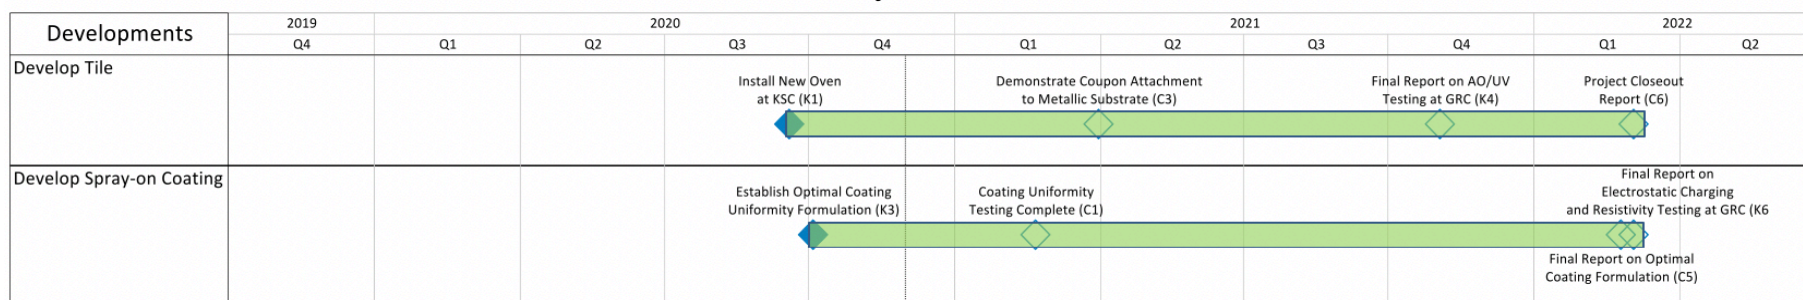 Developments
2019 2020 2021 2022
Q4 Q1 Q2 Q3 Q4 Q1 Q2 Q3 Q4 Q1 Q2
Develop Tile
Install New Oven
at KSC (K1)
Demonstrate Coupon Attachment
to Metallic Substrate (C3)
Final Report on AO/UV
Testing at GRC (K4)
Project Closeout
Report (C6)
Develop Spray-on Coating
Establish Optimal Coating
Uniformity Formulation (K3)
Coating Uniformity
Testing Complete (C1)
Final Report on
Electrostatic Charging
and Resistivity Testing at GRC (K6
Final Report on Optimal
Coating Formulation (C5)